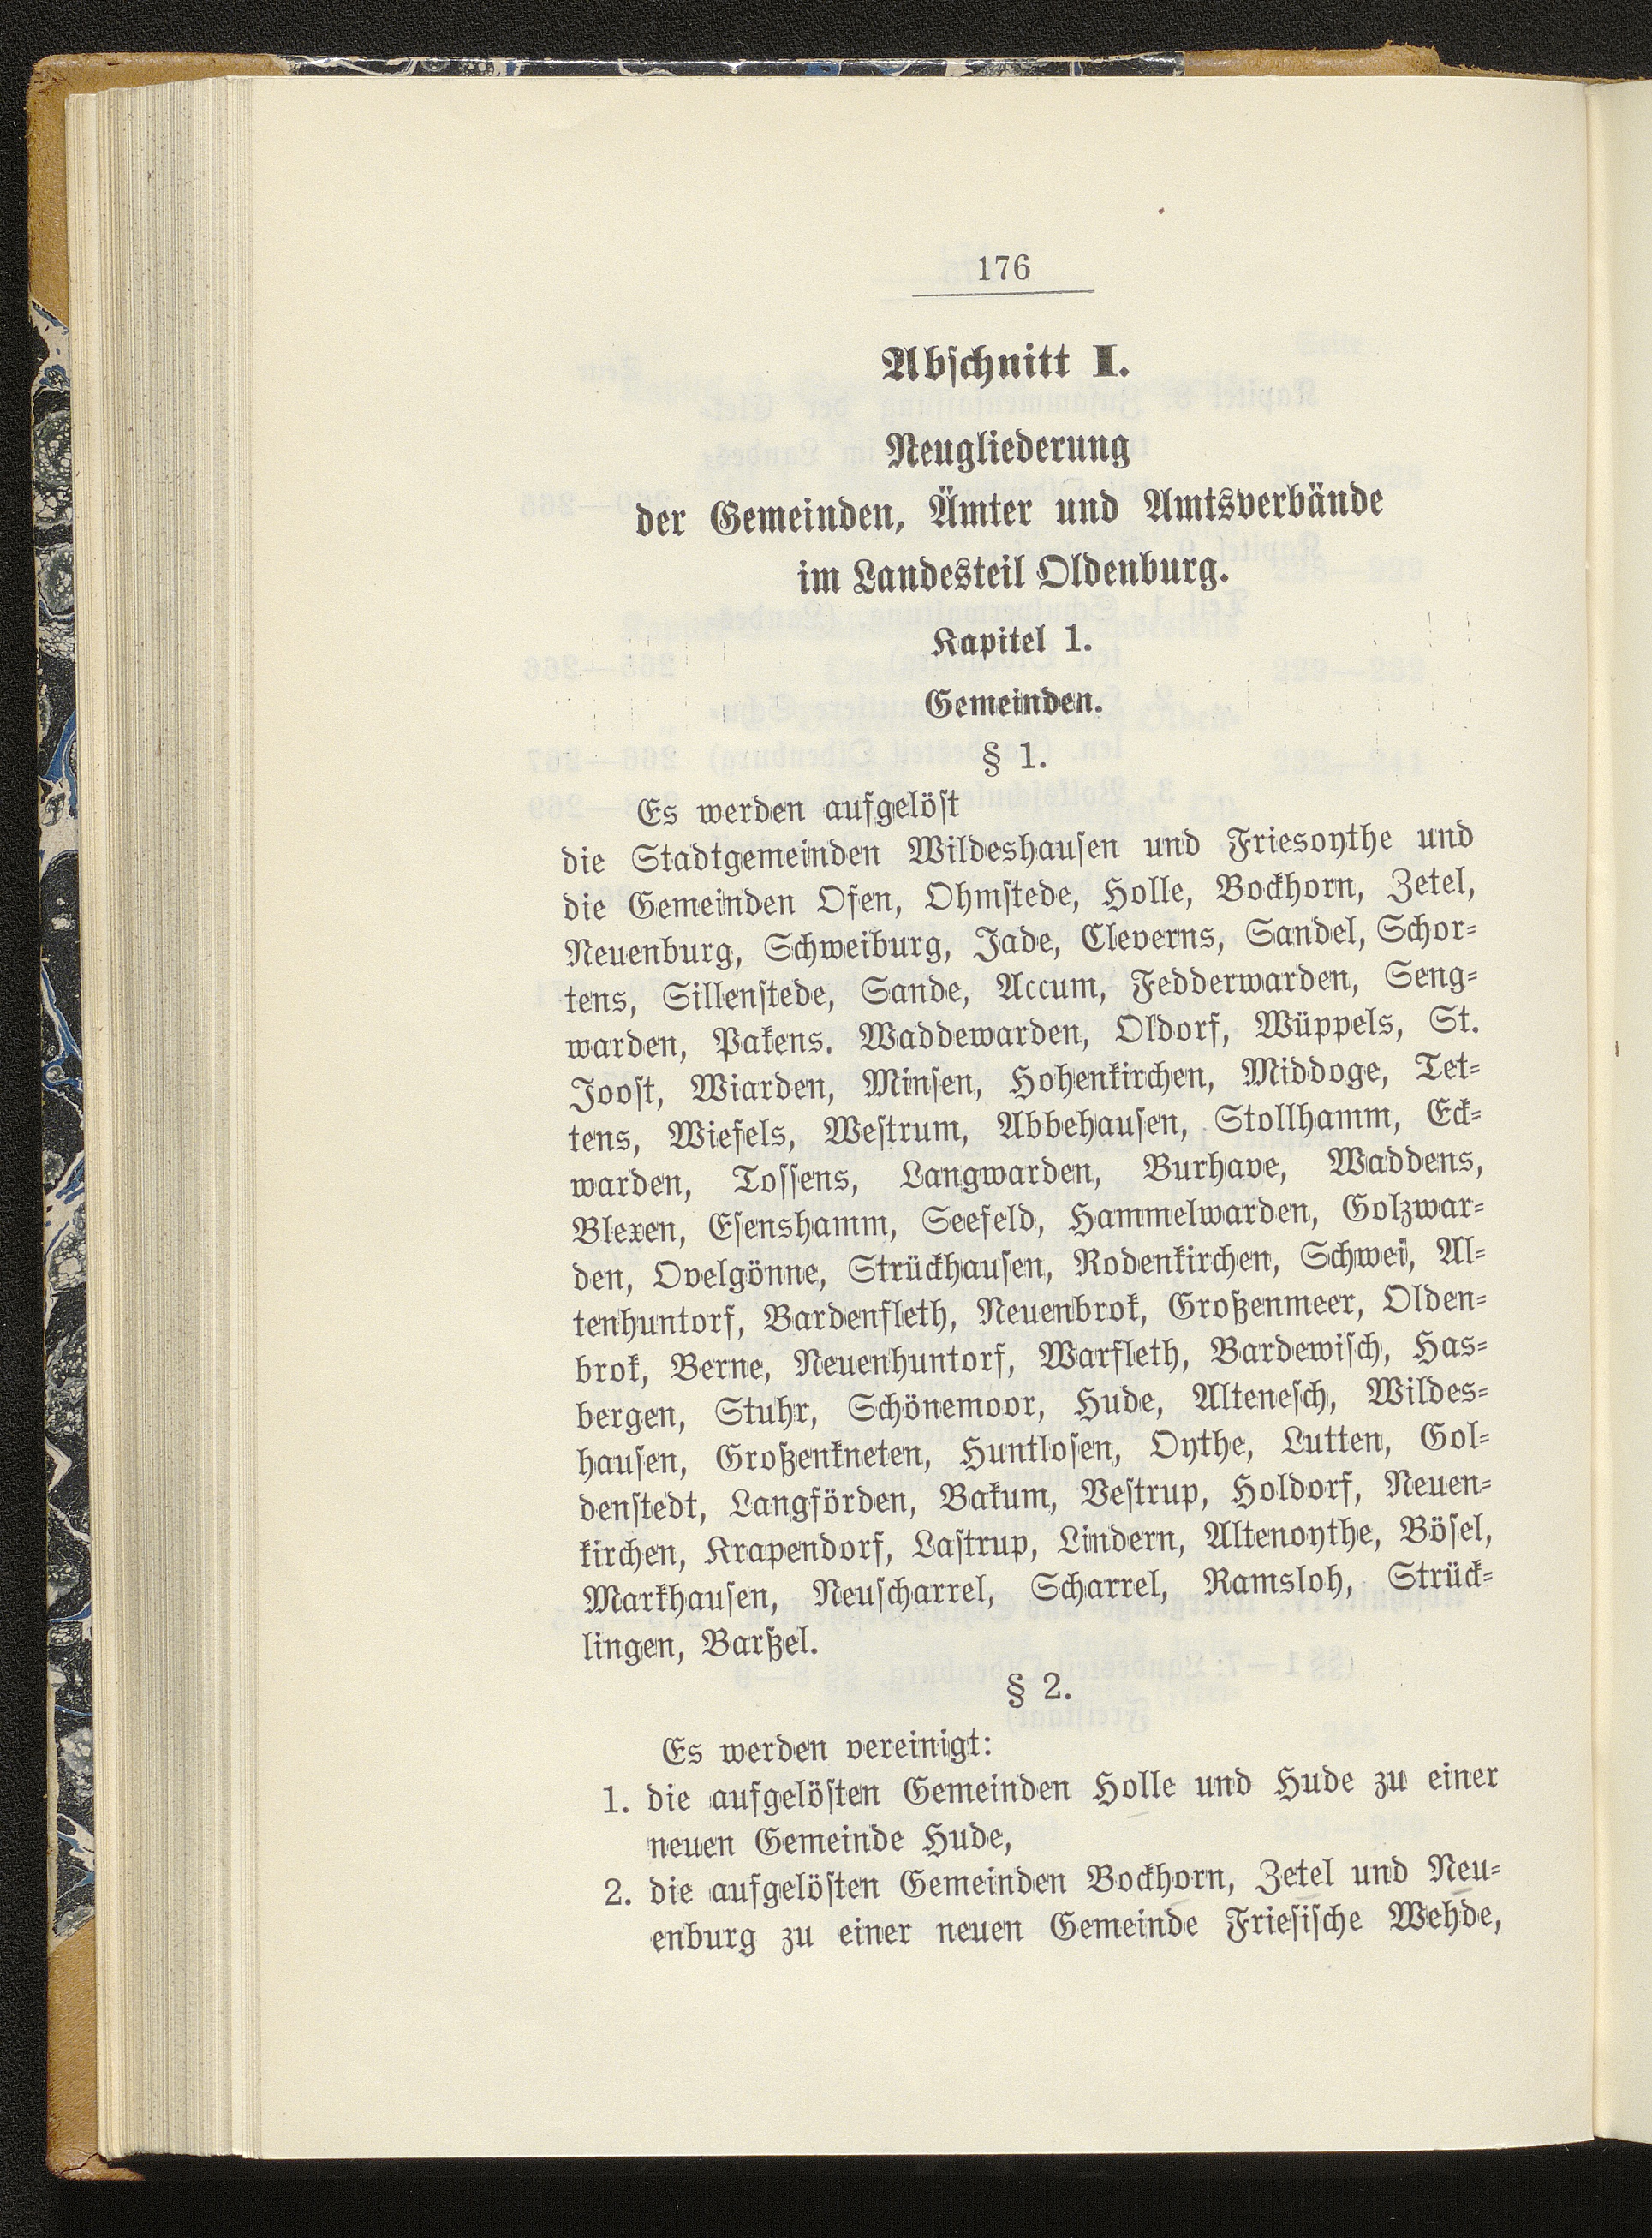 176
Abschnitt I.
Neugliederung
der Gemeinden, Ämter und Amtsverbände
im Landesteil Oldenburg.
Kapitel 1.
Gemeinden.
§ 1.
Es werden aufgelöst
die Stadtgemeinden Wildeshausen und Friesoythe und
die Gemeinden Ofen, Ohmstede, Holle, Bockhorn, Zetel,
Neuenburg, Schweiburg, Jade, Cleverns, Sandel, Schor-
tens, Sillenstede, Sande, Accum, Fedderwarden, Seng-
warden, Pakens. Waddewarden, Oldorf, Wüppels, St.
Joost, Wiarden, Minsen, Hohenkirchen, Middoge, Tet-
tens, Wiefels, Westrum, Abbehausen, Stollhamm, Eck-
warden, Tossens, Langwarden, Burhave, Waddens,
Blexen, Esenshamm, Seefeld, Hammelwarden, Golzwar-
den, Ovelgönne, Strückhausen, Rodenkirchen, Schwei, Al-
tenhuntorf, Bardenfleth, Neuenbrok, Großenmeer, Olden-
brok, Berne, Neuenhuntorf, Warfleth, Bardewisch, Has-
bergen, Stuhr, Schönemoor, Hude, Altenesch, Wildes-
hausen, Großenkneten, Huntlosen, Oythe, Lutten, Gol-
denstedt, Langförden, Bakum, Vestrup, Holdorf, Neuen-
kirchen, Krapendorf, Lastrup, Lindern, Altenoythe, Bösel,
Markhausen, Neuscharrel, Scharrel, Ramsloh, Strück-
lingen, Barßel.
§ 2.
Es werden vereinigt:
1. die aufgelösten Gemeinden Holle und Hude zu einer
neuen Gemeinde Hude,
2. die aufgelösten Gemeinden Bockhorn, Zetel und Neu-
enburg zu einer neuen Gemeinde Friesische Wehde,